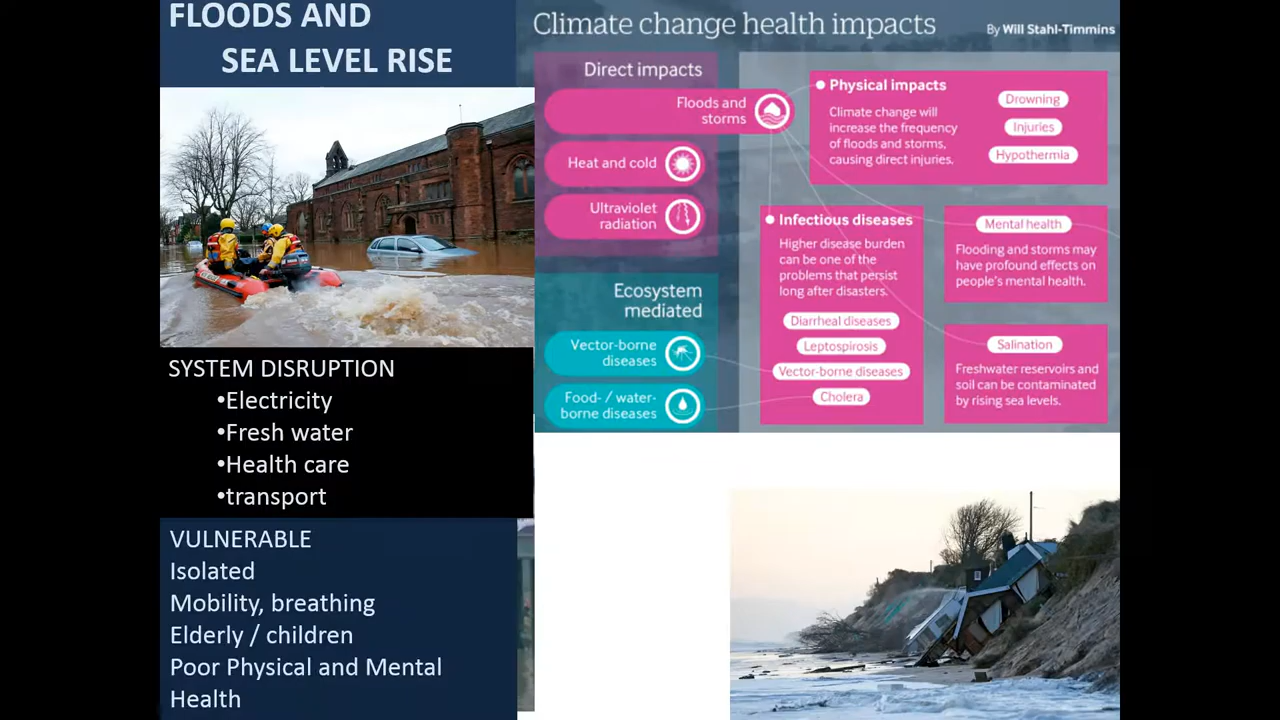 FLOODS AND
SEA LEVEL RISE
SYSTEM DISRUPTION
•Electricity
•Fresh water
•Health care
•transport
VULNERABLE
Isolated
Mobility, breathing
Elderly / children
Poor Physical and Mental
Health
Climate change health impacts
By Will Stahl-Timmins
Direct impacts
Floods and
storms
Heat and cold
Ultraviolet
radiation
Ecosystem
mediated
Vector-borne
diseases
Food- / water-
borne diseases
Physical impacts
Climate change will
increase the frequency
of floods and storms,
causing direct injuries.
Drowning
Injuries
Hypothermia
Infectious diseases
Higher disease burden
can be one of the
problems that persist
long after disasters.
Diarrheal diseases
Leptospirosis
Vector-borne diseases
Cholera
Mental health
Flooding and storms may
have profound effects on
people's mental health.
Salination
Freshwater reservoirs and
soil can be contaminated
by rising sea levels.